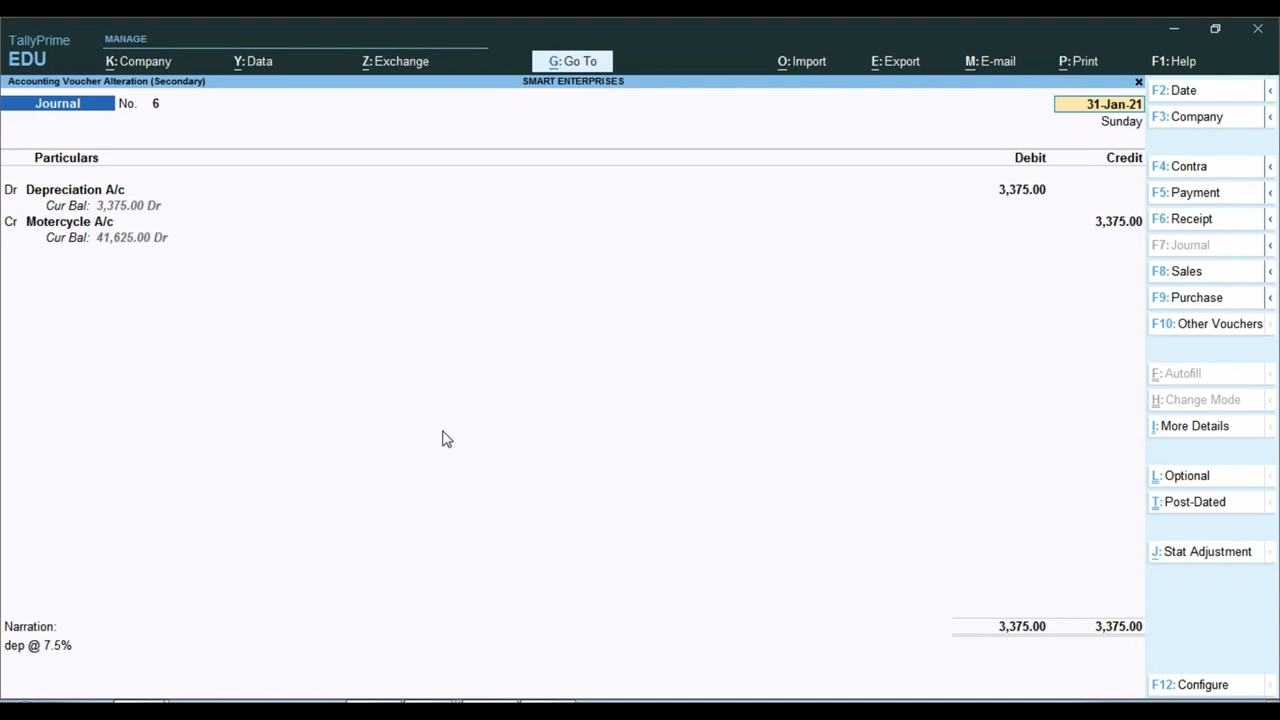 TallyPrime
EDU
MANAGE
K: Company
Y: Data
Z: Exchange
G: Go To
O: Import
E: Export
M: E-mail
P: Print
F1: Help
Accounting Voucher Alteration (Secondary)
SMART ENTERPRISES
Journal
No. 6
31-Jan-21
Sunday
Particulars
Debit
Credit
Dr Depreciation A/c 3,375.00
Cur Bal: 3,375.00 Dr
Cr Motercycle A/c 3,375.00
Cur Bal: 41,625.00 Dr
Narration: 3,375.00 3,375.00
dep @ 7.5%
F2: Date
F3: Company
F4: Contra
F5: Payment
F6: Receipt
F7: Journal
F8: Sales
F9: Purchase
F10: Other Vouchers
F: Autofill
H: Change Mode
I: More Details
L: Optional
T: Post-Dated
J: Stat Adjustment
F12: Configure